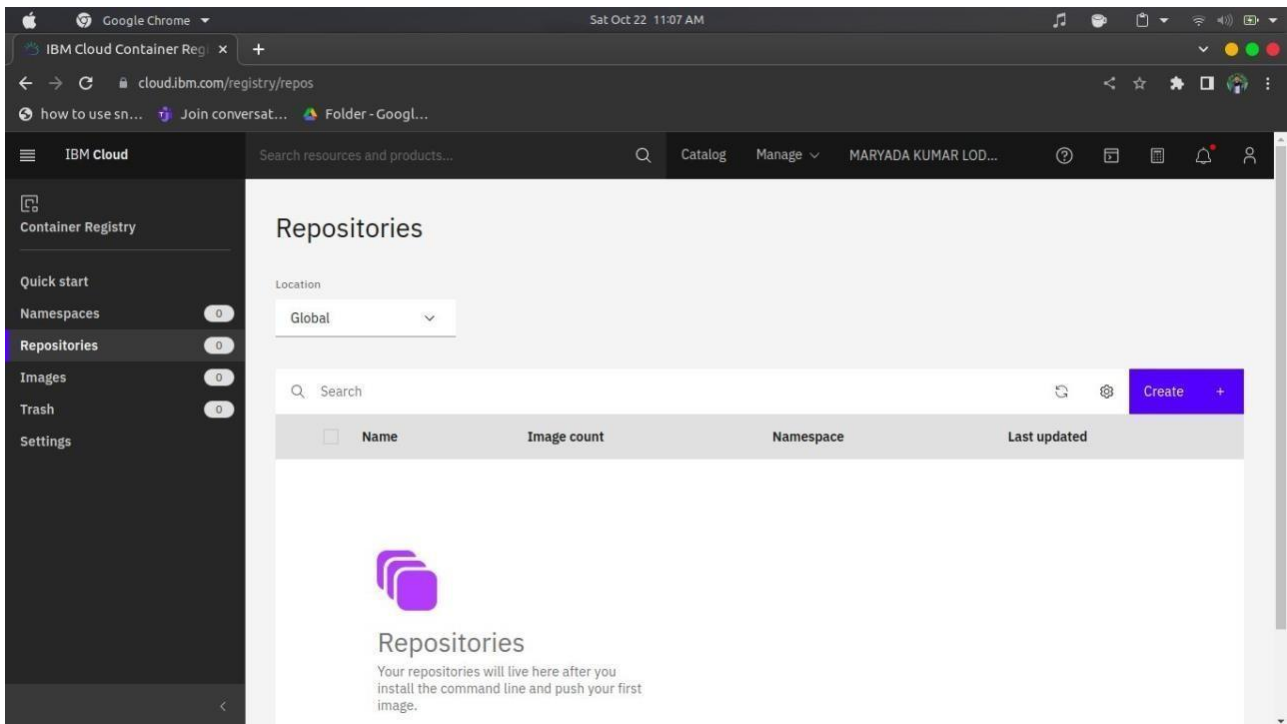 Google Chrome
Sat Oct 22 11:07 AM
IBM Cloud Container Reg
cloud.ibm.com/registry/repos
how to use sn... Join conversat... Folder - Googl...
IBM Cloud
Search resources and products...
Catalog
Manage
MARYADA KUMAR LOD...
Container Registry
Quick start
Namespaces 0
Repositories 0
Images 0
Trash 0
Settings
Repositories
Location
Global
Search
Create +
Name Image count Namespace Last updated
Repositories
Your repositories will live here after you
install the command line and push your first
image.